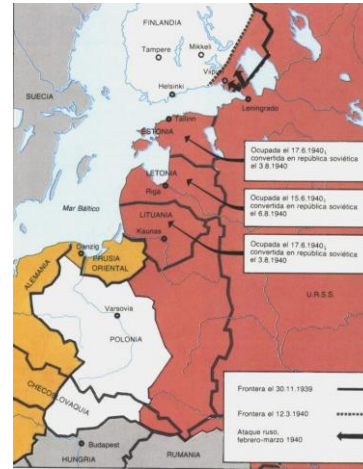 FINLANDIA
Tampere
Mikkeli
Viipuri
Helsinki
SUECIA
Leningrado
Tallinn
ESTONIA
Ocupada el 17.6.1940;
convertida en república soviética
el 3.8.1940
LETONIA
Riga
Ocupada el 15.6.1940;
convertida en república soviética
el 6.8.1940
Mar Báltico
LITUANIA
Kaunas
Ocupada el 17.6.1940;
convertida en república soviética
el 3.8.1940
Danzig
PRUSIA
ORIENTAL
ALEMANIA
U.R.S.S.
Varsovia
POLONIA
CHECOSLOVAQUIA
Frontera el 30.11.1939
Frontera el 12.3.1940
Ataque ruso,
febrero-marzo 1940
Budapest
HUNGRIA
RUMANIA